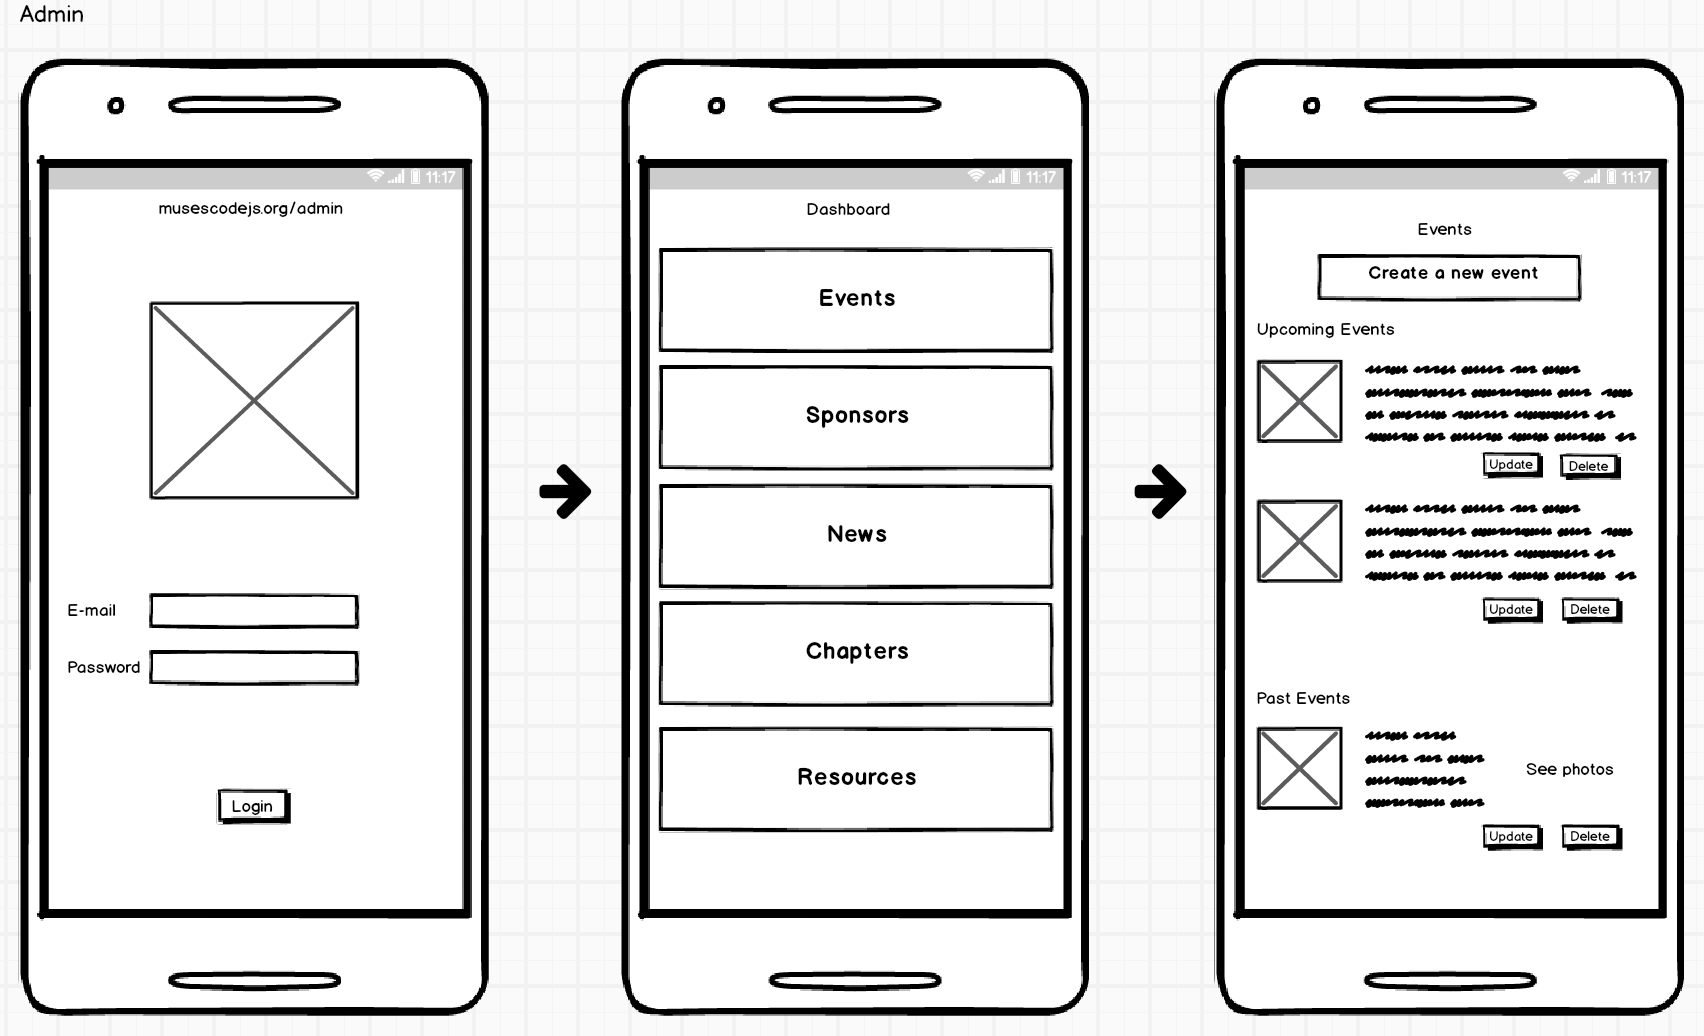 Admin
11:17
musescodejs.org/admin
E-mail
Password
Login
11:17
Dashboard
Events
Sponsors
News
Chapters
Resources
11:17
Events
Create a new event
Upcoming Events
Update Delete
Update Delete
Past Events
See photos
Update Delete